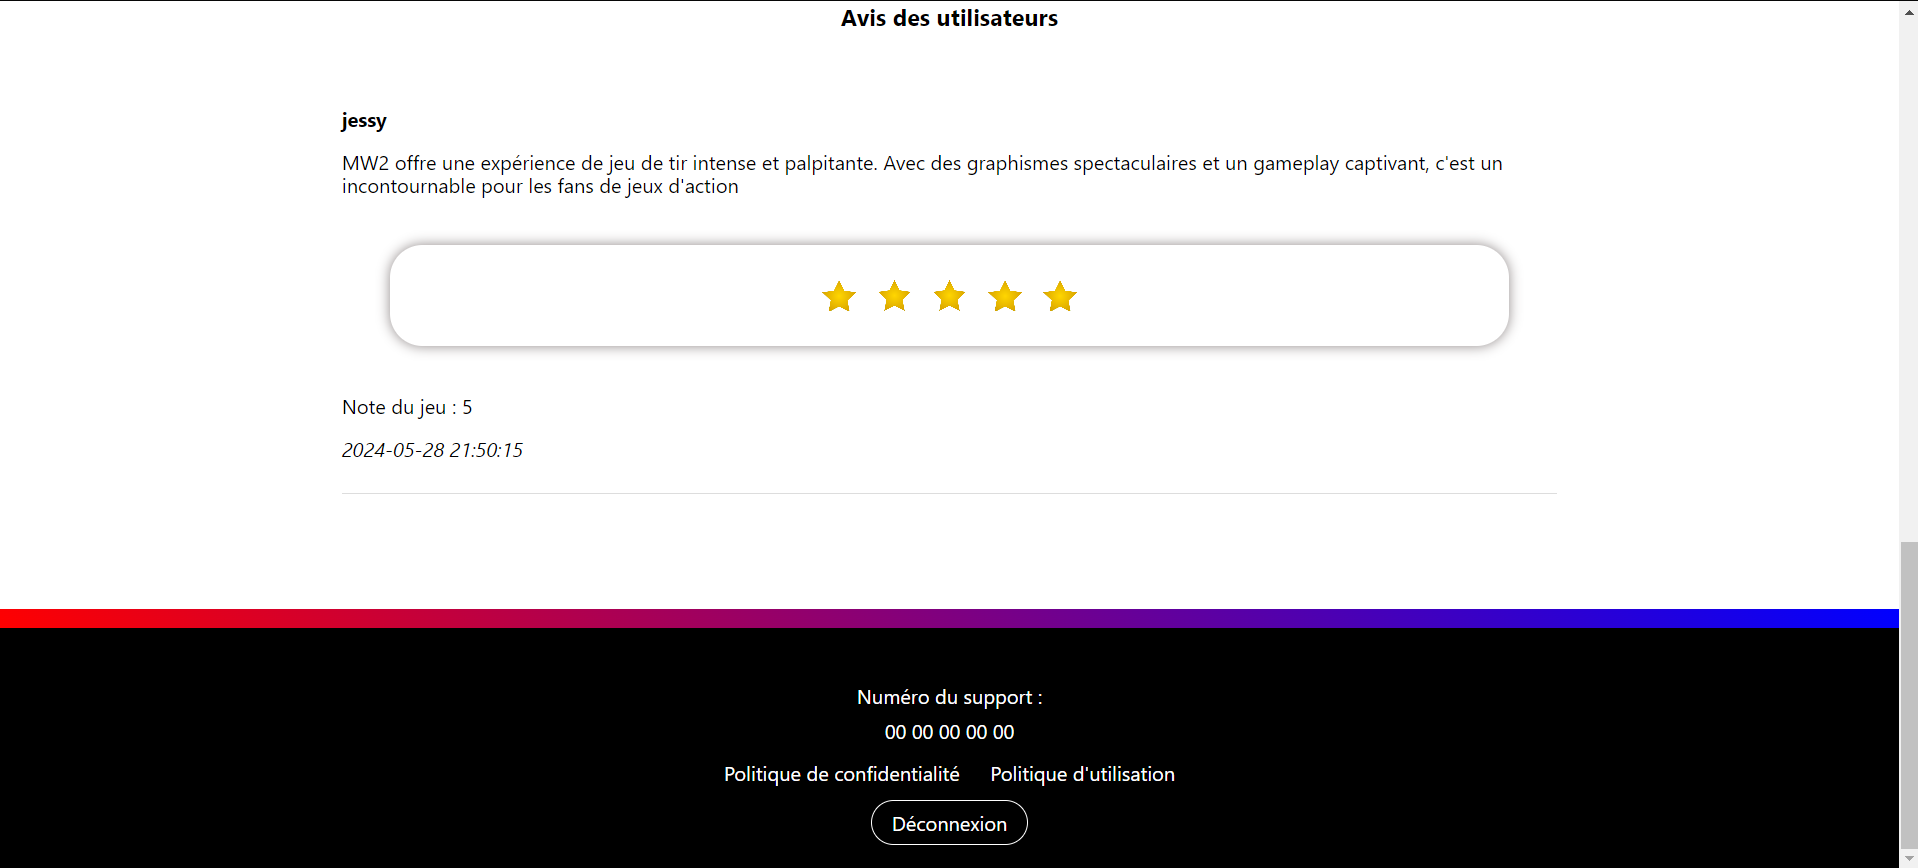 Avis des utilisateurs
jessy
MW2 offre une expérience de jeu de tir intense et palpitante. Avec des graphismes spectaculaires et un gameplay captivant, c'est un
incontournable pour les fans de jeux d'action
Note du jeu : 5
2024-05-28 21:50:15
Numéro du support :
00 00 00 00 00
Politique de confidentialité Politique d'utilisation
Déconnexion